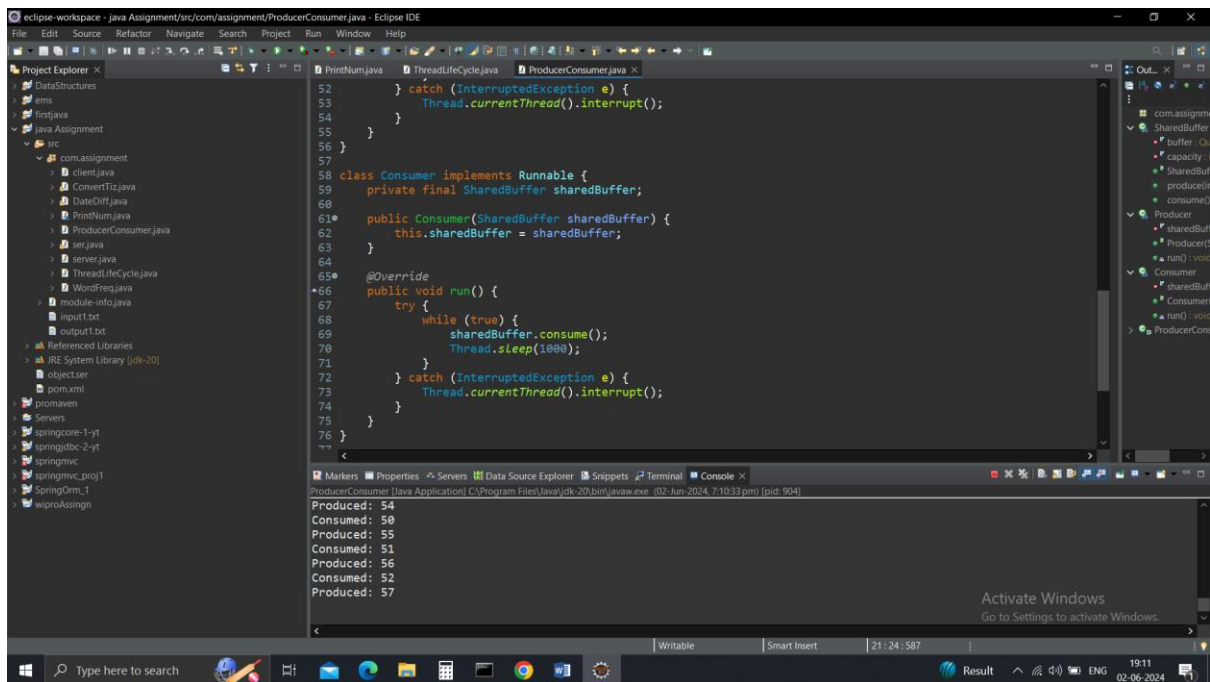 eclipse-workspace - java Assignment/src/com/assignment/ProducerConsumer.java - Eclipse IDE
File Edit Source Refactor Navigate Search Project Run Window Help
Project Explorer
DataStructures
ems
firstjava
java Assignment
src
com.assignment
client.java
ConvertTiz.java
DateDiff.java
PrintNum.java
ProducerConsumer.java
ser.java
server.java
ThreadLifeCycle.java
WordFreq.java
module-info.java
input1.txt
output1.txt
Referenced Libraries
JRE System Library [jdk-20]
object.ser
pom.xml
promaven
Servers
springcore-1-yt
springjdbc-2-yt
springmvc
springmvc_proj1
SpringOrm_1
wiproAssingn
PrintNum.java ThreadLifeCycle.java ProducerConsumer.java
52 } catch (InterruptedException e) {
53 Thread.currentThread().interrupt();
54 }
55 }
56 }
57
58 class Consumer implements Runnable {
59 private final SharedBuffer sharedBuffer;
60
61 public Consumer(SharedBuffer sharedBuffer) {
62 this.sharedBuffer = sharedBuffer;
63 }
64
65 @Override
66 public void run() {
67 try {
68 while (true) {
69 sharedBuffer.consume();
70 Thread.sleep(1000);
71 }
72 } catch (InterruptedException e) {
73 Thread.currentThread().interrupt();
74 }
75 }
76 }
Out...
com.assignm
SharedBuffer
buffer : Qu
capacity :
SharedBuf
produce(in
consume()
Producer
sharedBuf
Producer(S
run() : void
Consumer
sharedBuf
Consumer
run() : void
ProducerCons
Markers Properties Servers Data Source Explorer Snippets Terminal Console
ProducerConsumer [Java Application] C:\Program Files\Java\jdk-20\bin\javaw.exe (02-Jun-2024, 7:10:33 pm) [pid: 904]
Produced: 54
Consumed: 50
Produced: 55
Consumed: 51
Produced: 56
Consumed: 52
Produced: 57
Activate Windows
Go to Settings to activate Windows.
Writable Smart Insert 21 : 24 : 587
Type here to search
Result
ENG
19:11
02-06-2024